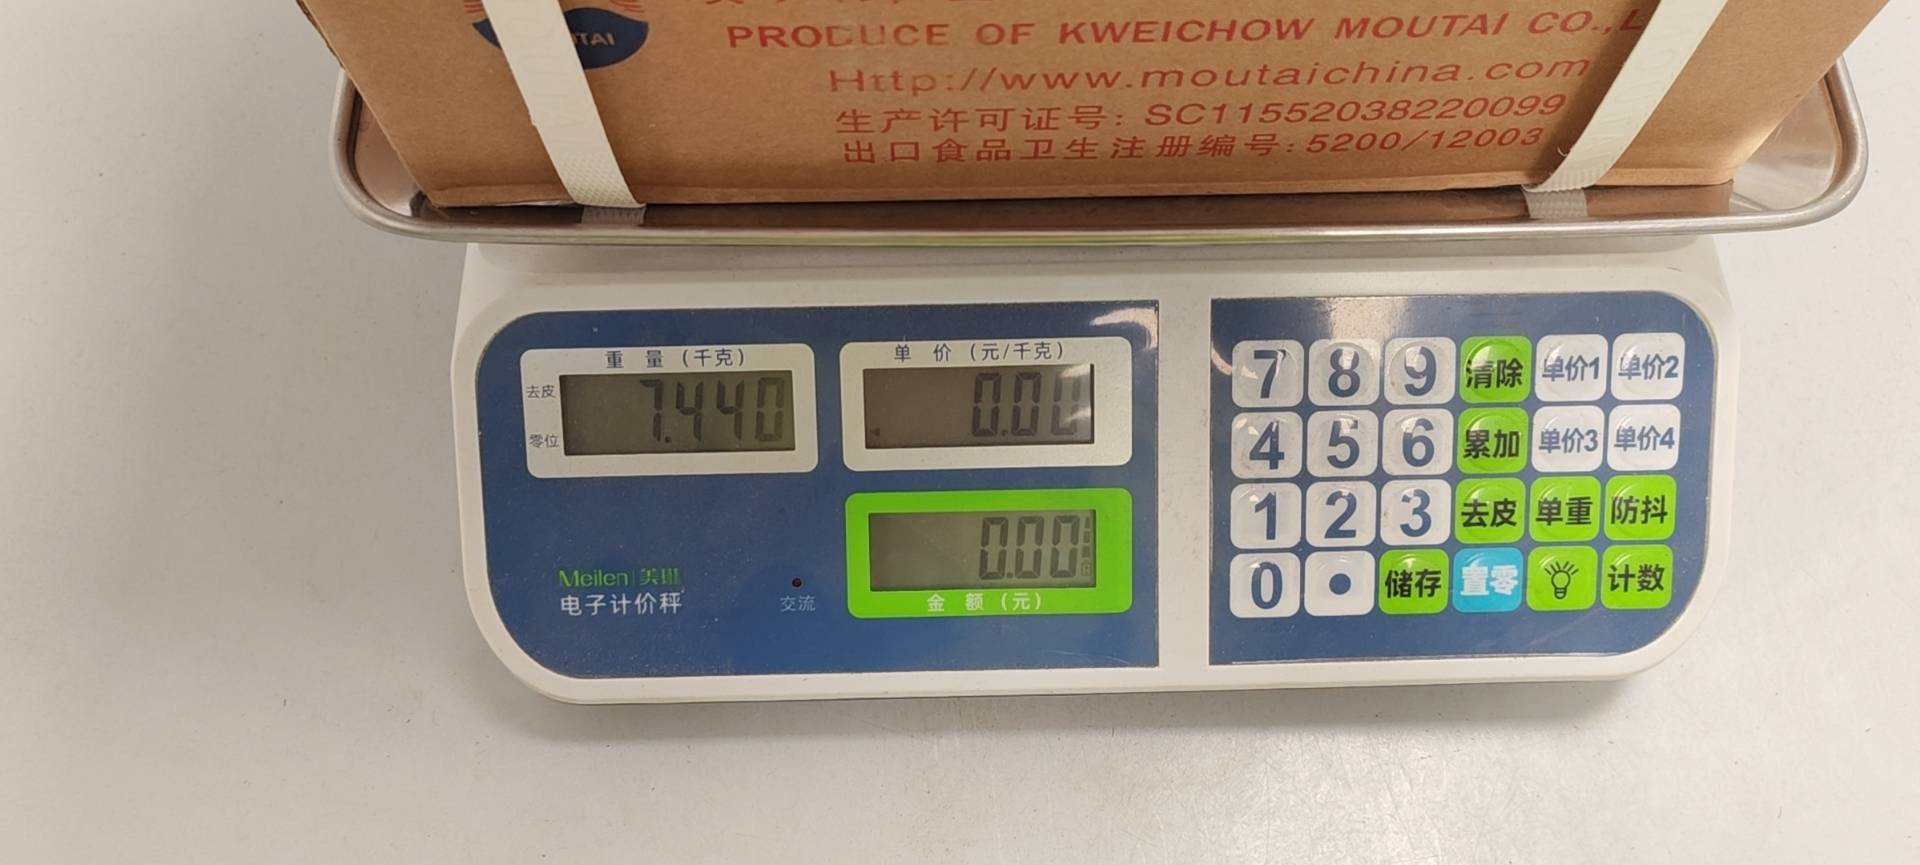 PRODUCE OF KWEICHOW MOUTAI CO.,L
Http://www.moutaichina.com
生产许可证号: SC11552038220099
出口食品卫生注册编号:5200/12003
重 量 (千克)
去皮
零位
7.440
单 价 (元/千克)
0.00
0.00
金 额 (元)
Meilen 美琳
电子计价秤
交流
7 8 9 清除 单价1 单价2
4 5 6 累加 单价3 单价4
1 2 3 去皮 单重 防抖
0 • 储存 置零 计数